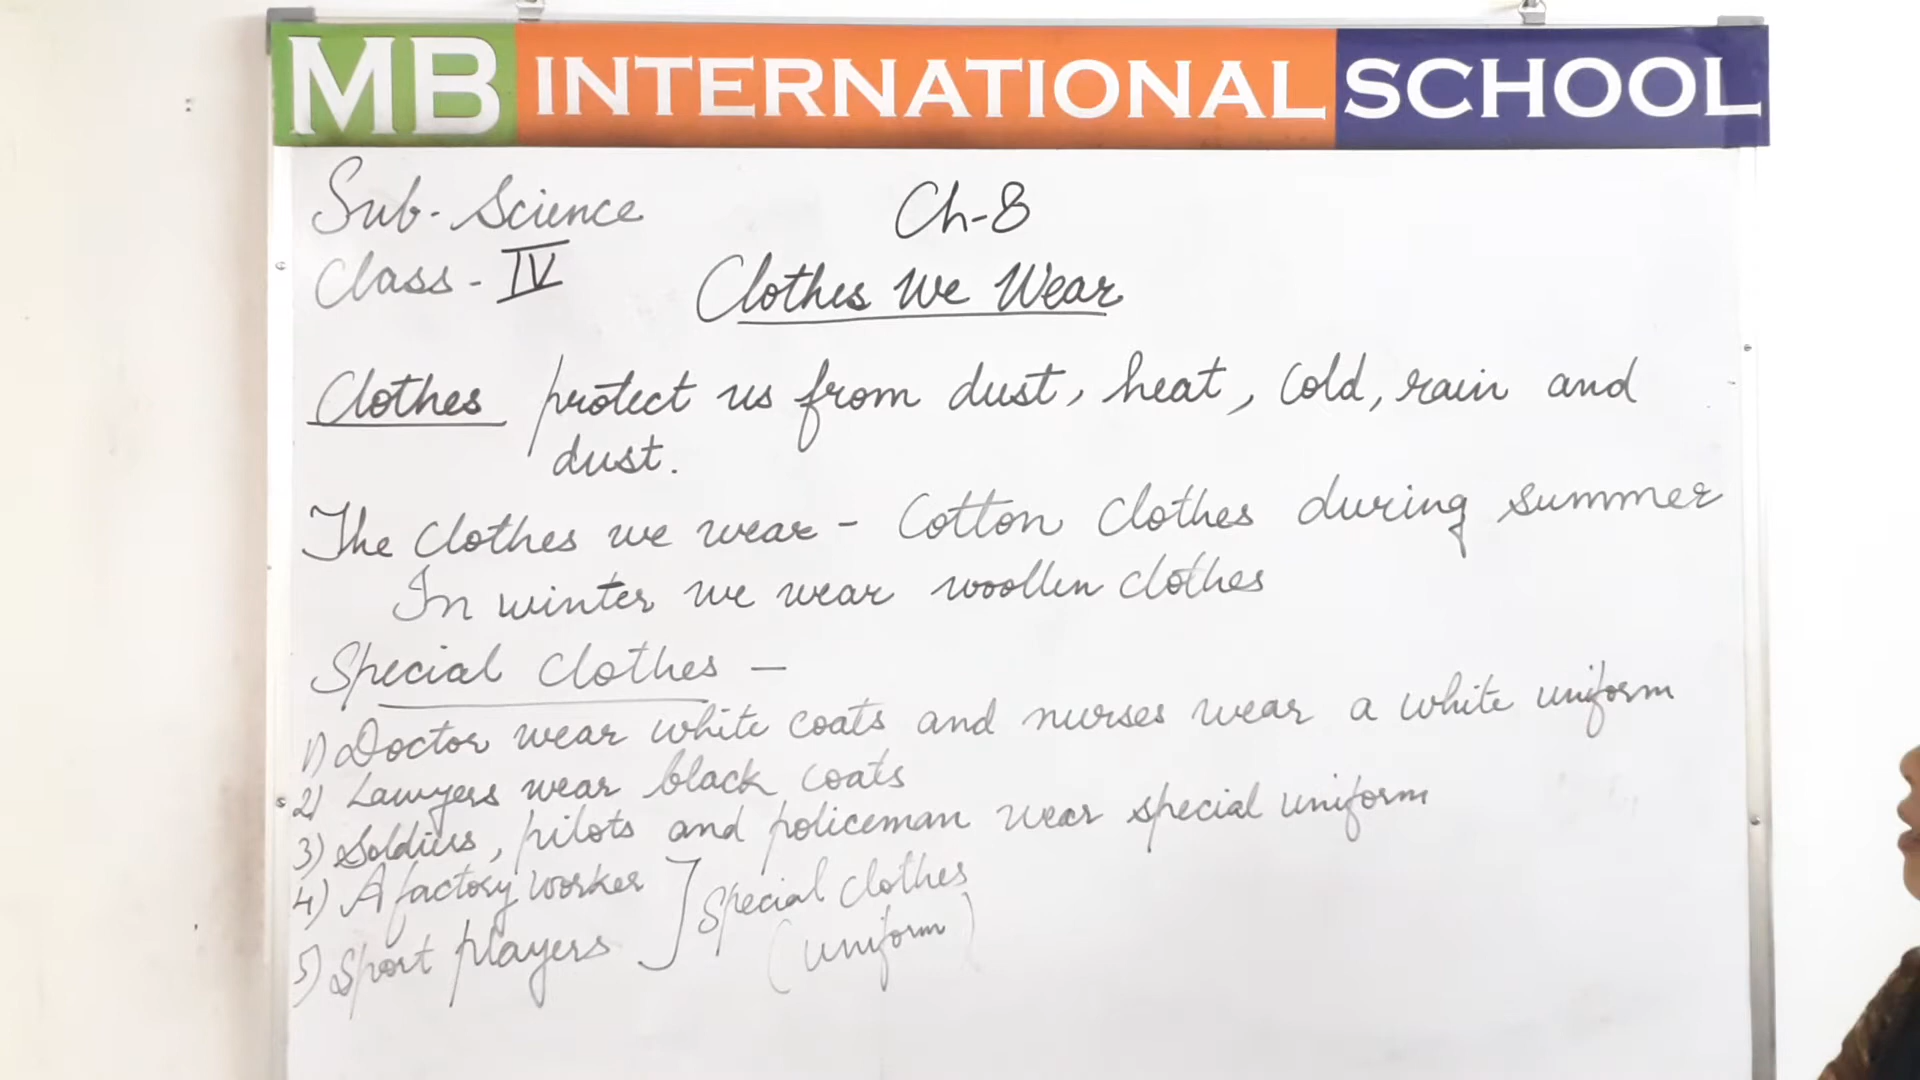 MB INTERNATIONAL SCHOOL
Sub. Science
Ch-8
Class - IV
Clothes We Wear
Clothes protect us from dust, heat, cold, rain and
dust.
The clothes we wear - Cotton clothes during summer
In winter we wear woollen clothes
Special clothes -
1) Doctor wear white coats and nurses wear a white uniform
2) Lawyers wear black coats
3) Soldiers, pilots and policeman wear special uniform
4) A factory worker ] special clothes
5) Sport players (uniform)